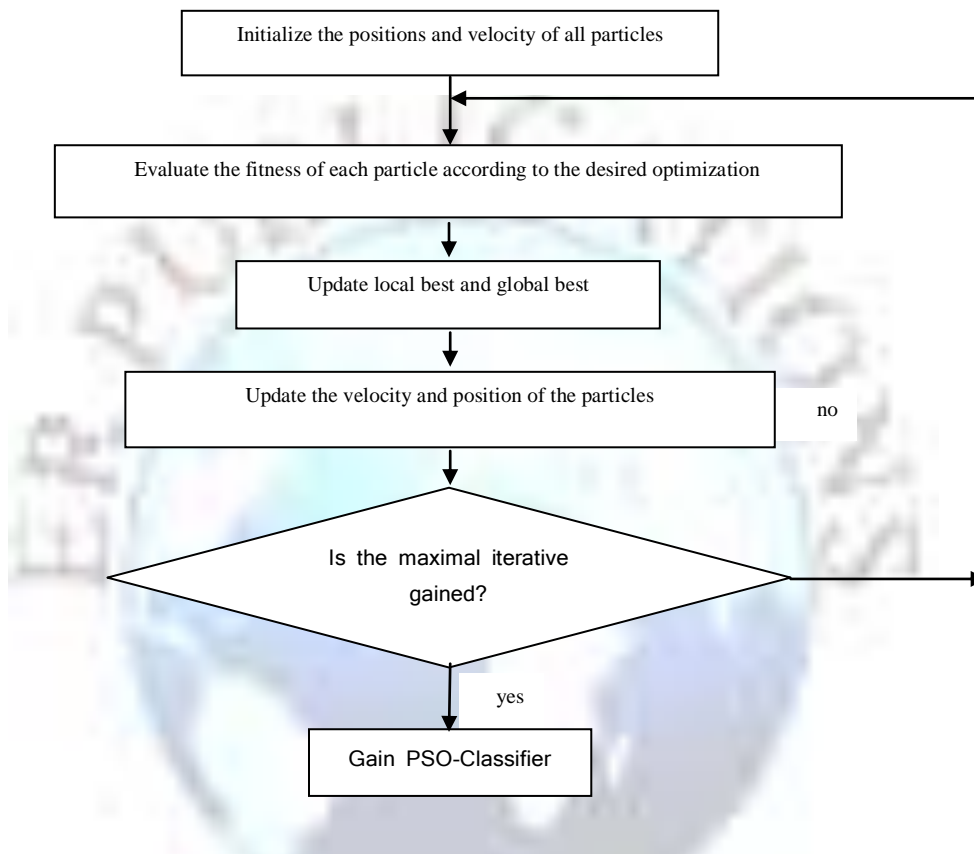 Initialize the positions and velocity of all particles
Evaluate the fitness of each particle according to the desired optimization
Update local best and global best
Update the velocity and position of the particles
no
Is the maximal iterative
gained?
yes
Gain PSO-Classifier